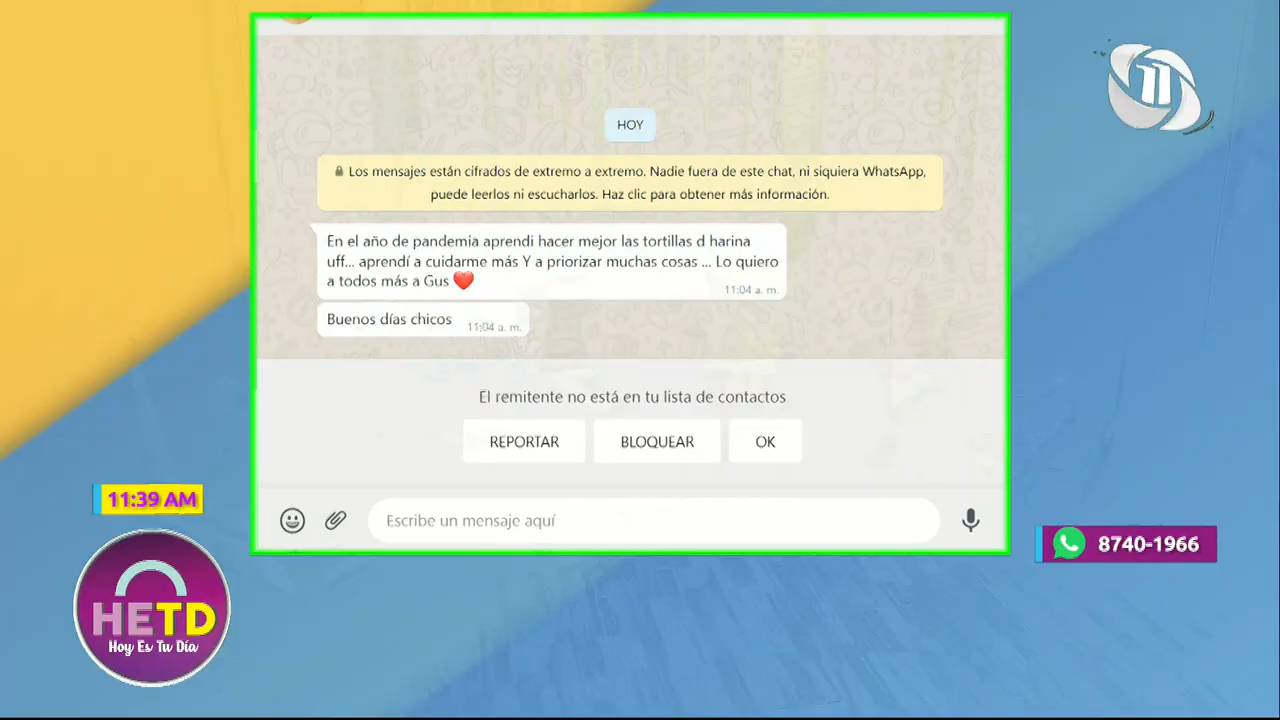 11
HOY
Los mensajes están cifrados de extremo a extremo. Nadie fuera de este chat, ni siquiera WhatsApp,
puede leerlos ni escucharlos. Haz clic para obtener más información.
En el año de pandemia aprendi hacer mejor las tortillas d harina
uff... aprendí a cuidarme más Y a priorizar muchas cosas ... Lo quiero
a todos más a Gus ❤️
11:04 a. m.
Buenos días chicos
11:04 a. m.
El remitente no está en tu lista de contactos
REPORTAR BLOQUEAR OK
Escribe un mensaje aquí
11:39 AM
8740-1966
HETD
Hoy Es Tu Día